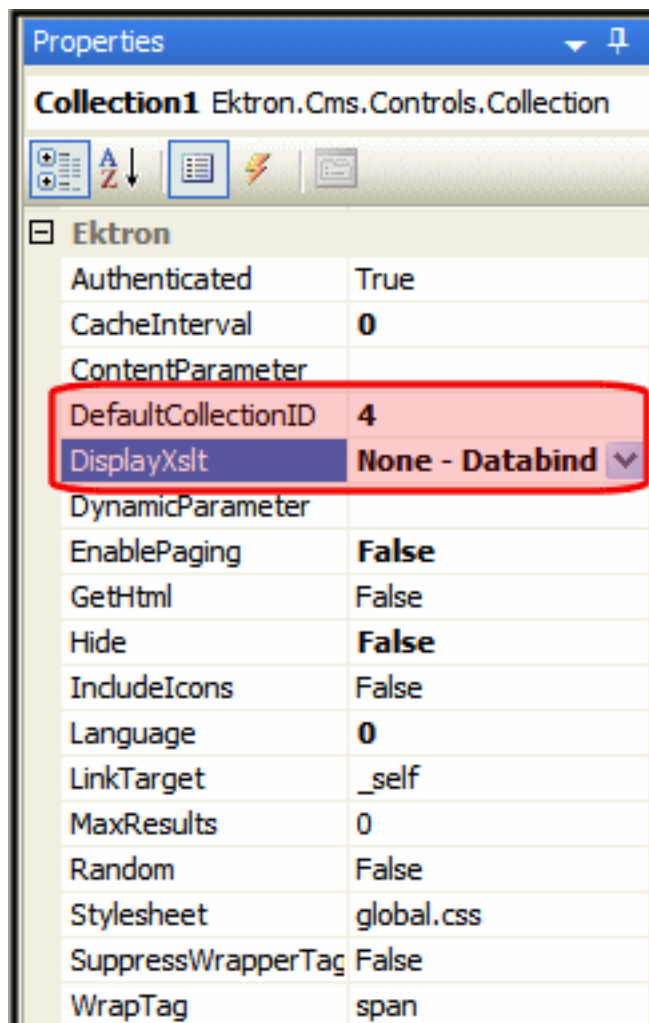 Properties
Collection1 Ektron.Cms.Controls.Collection
A
Z
Ektron
Authenticated True
CacheInterval 0
ContentParameter
DefaultCollectionID 4
DisplayXslt None - Databind
DynamicParameter
EnablePaging False
GetHtml False
Hide False
IncludeIcons False
Language 0
LinkTarget _self
MaxResults 0
Random False
Stylesheet global.css
SuppressWrapperTag False
WrapTag span